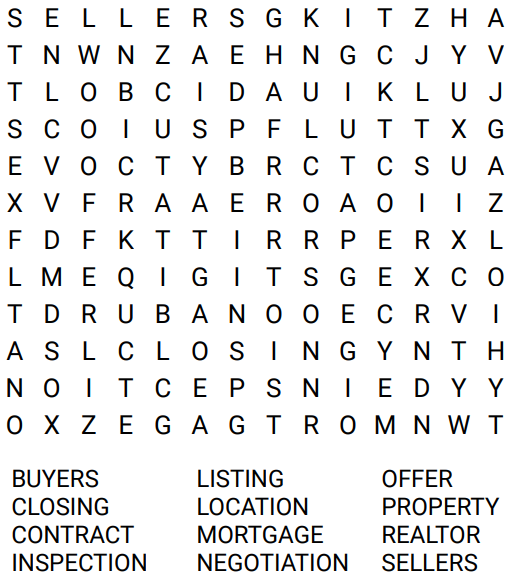 S E L L E R S G K I T Z H A
T N W N Z A E H N G C J Y V
T L O B C I D A U I K L U J
S C O I U S P F L U T T X G
E V O C T Y B R C T C S U A
X V F R A A E R O A O I I Z
F D F K T T I R R P E R X L
L M E Q I G I T S G E X C O
T D R U B A N O O E C R V I
A S L C L O S I N G Y N T H
N O I T C E P S N I E D Y Y
O X Z E G A G T R O M N W T
BUYERS LISTING OFFER
CLOSING LOCATION PROPERTY
CONTRACT MORTGAGE REALTOR
INSPECTION NEGOTIATION SELLERS